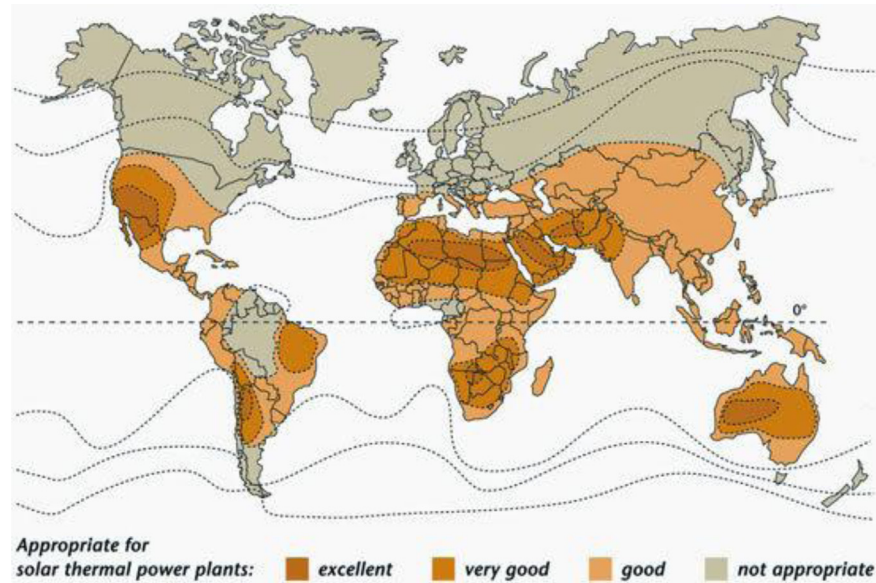 0°
Appropriate for
solar thermal power plants: excellent very good good not appropriate